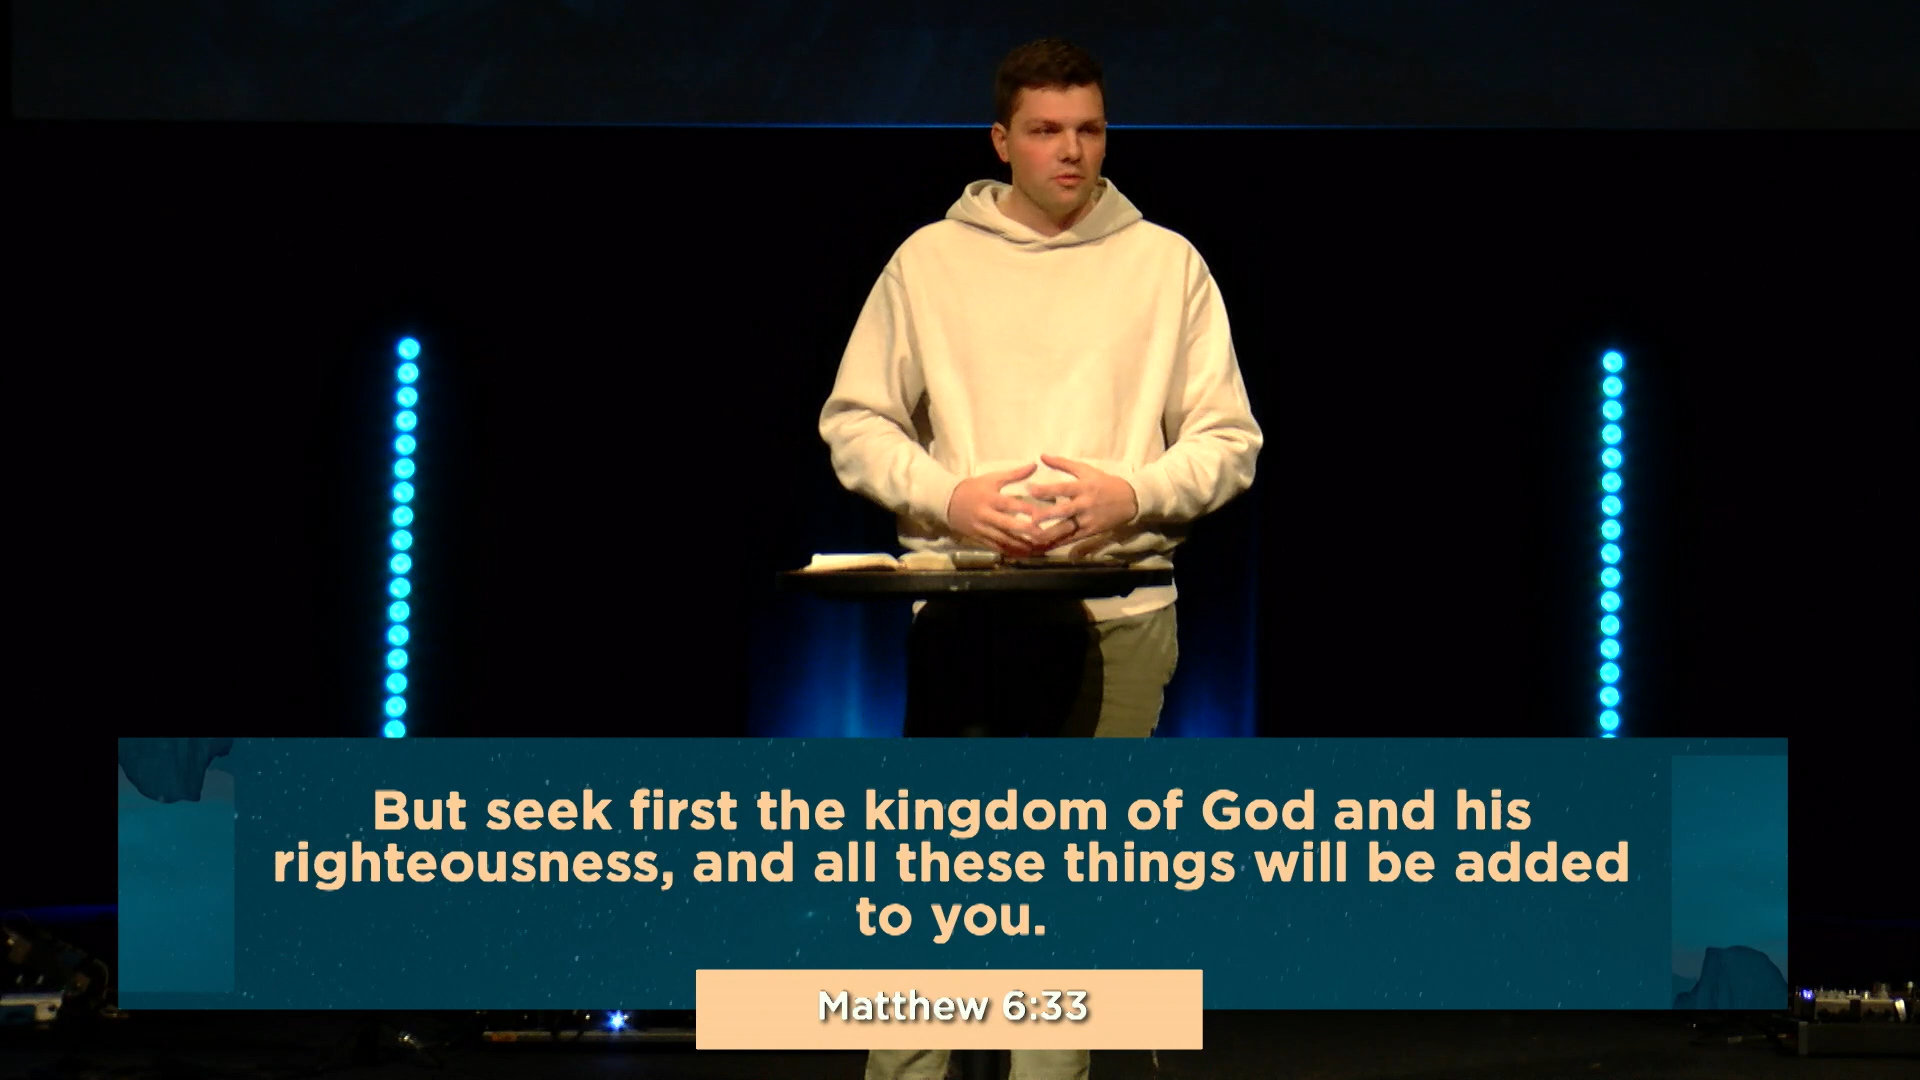 But seek first the kingdom of God and his
righteousness, and all these things will be added
to you.
Matthew 6:33